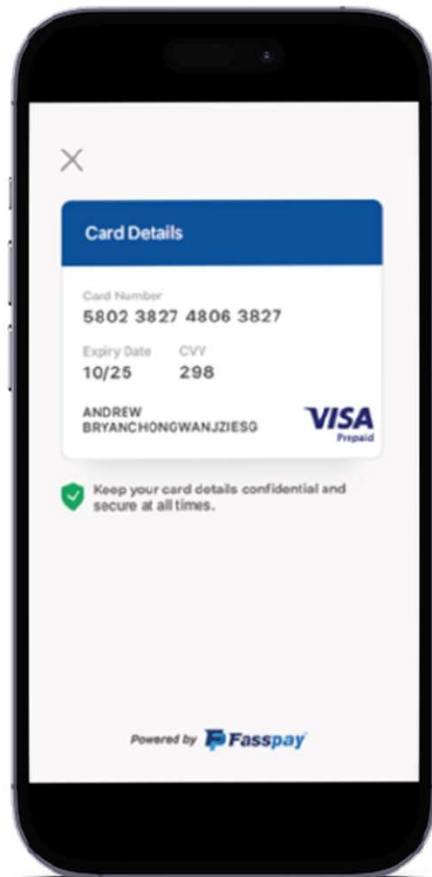 Card Details
Card Number
5802 3827 4806 3827
Expiry Date CVV
10/25 298
ANDREW
BRYANCHONGWANJZIESG
VISA
Prepaid
Keep your card details confidential and
secure at all times.
Powered by Fasspay